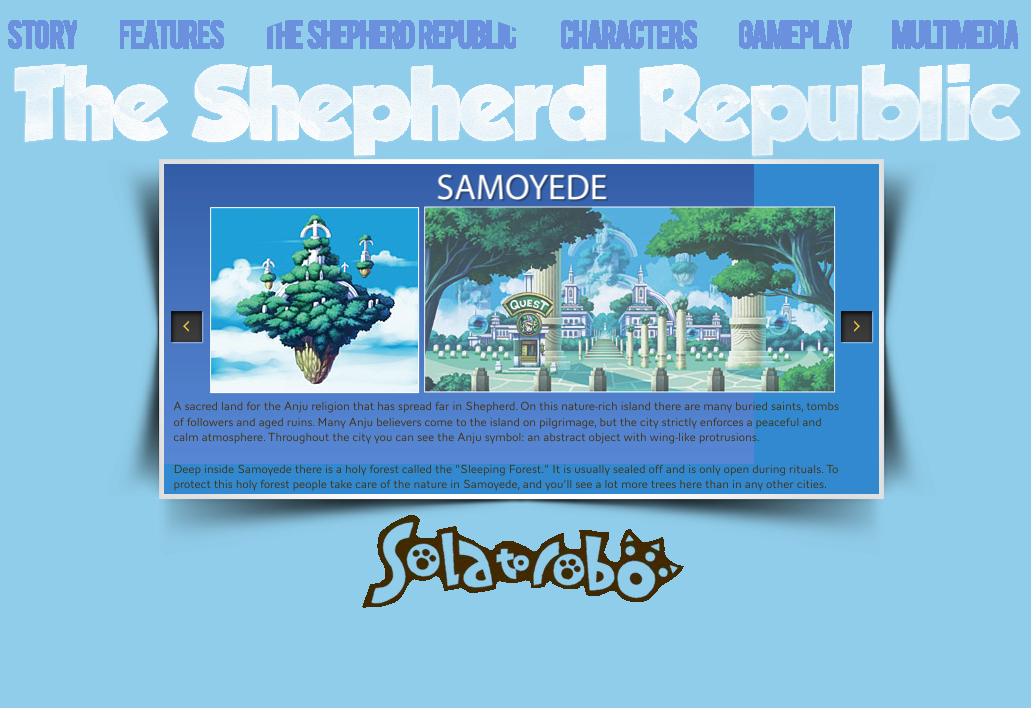 STORY FEATURES THE SHEPHERD REPUBLIC CHARACTERS GAMEPLAY MULTIMEDIA
The Shepherd Republic
SAMOYEDE
QUEST
A sacred land for the Anju religion that has spread far in Shepherd. On this nature-rich island there are many buried saints, tombs
of followers and aged ruins. Many Anju believers come to the island on pilgrimage, but the city strictly enforces a peaceful and
calm atmosphere. Throughout the city you can see the Anju symbol: an abstract object with wing-like protrusions.
Deep inside Samoyede there is a holy forest called the "Sleeping Forest." It is usually sealed off and is only open during rituals. To
protect this holy forest people take care of the nature in Samoyede, and you'll see a lot more trees here than in any other cities.
Solatorobo